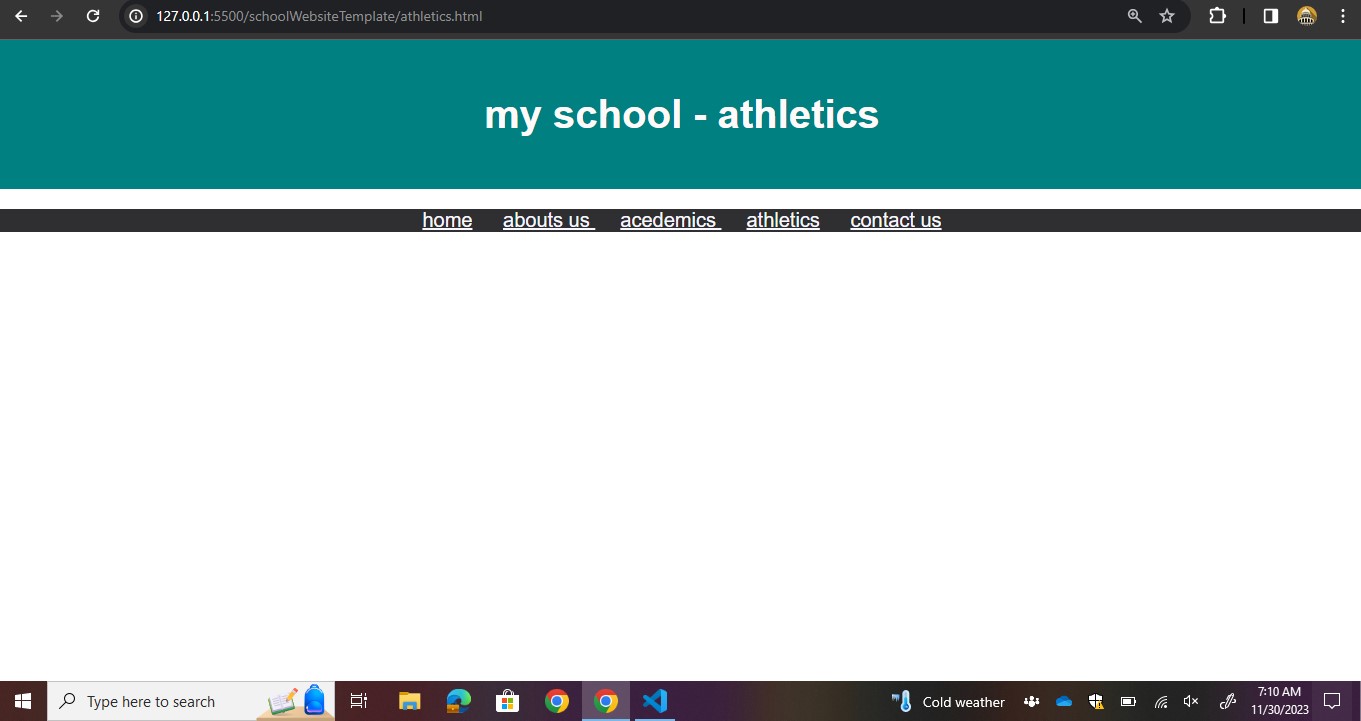 127.0.0.1:5500/schoolWebsiteTemplate/athletics.html
my school - athletics
home abouts us acedemics athletics contact us
Type here to search Cold weather 7:10 AM
11/30/2023